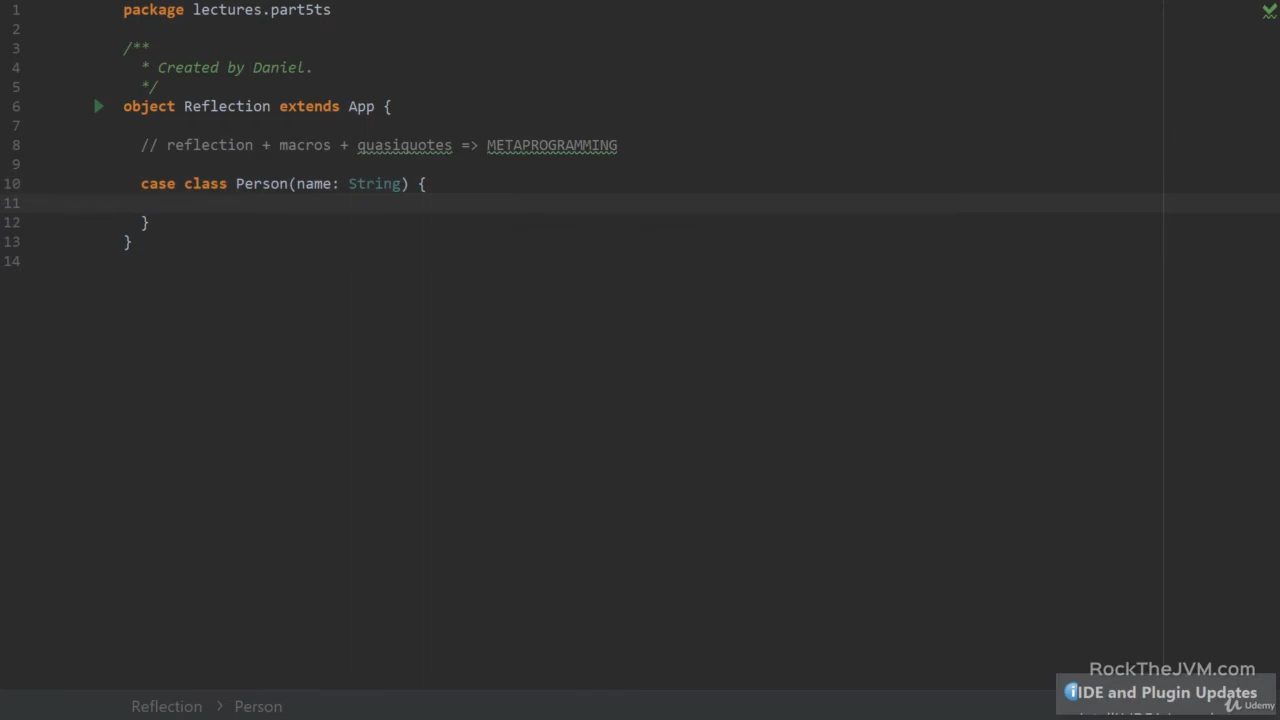 1 package lectures.part5ts
2
3 /**
4 * Created by Daniel.
5 */
6 object Reflection extends App {
7
8 // reflection + macros + quasiquotes => METAPROGRAMMING
9
10 case class Person(name: String) {
11
12 }
13 }
14
RockTheJVM.com
IDE and Plugin Updates
Udemy
Reflection > Person